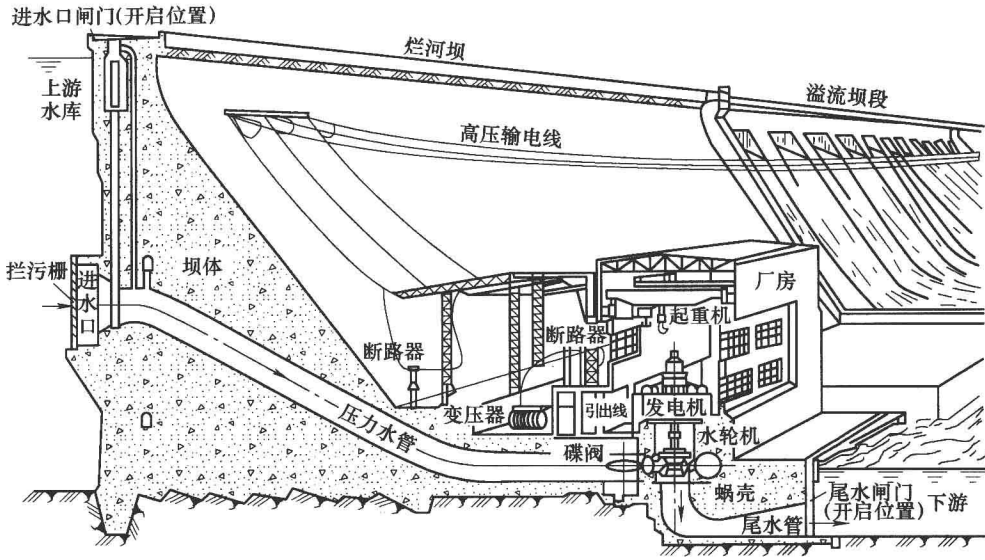 进水口闸门(开启位置)
烂河坝
上游
水库
溢流坝段
高压输电线
拦污栅
进
水
口
坝体
厂房
起重机
断路器
断路器
压力水管
变压器
引出线
发电机
水轮机
碟阀
蜗壳
尾水闸门
(开启位置)
下游
尾水管